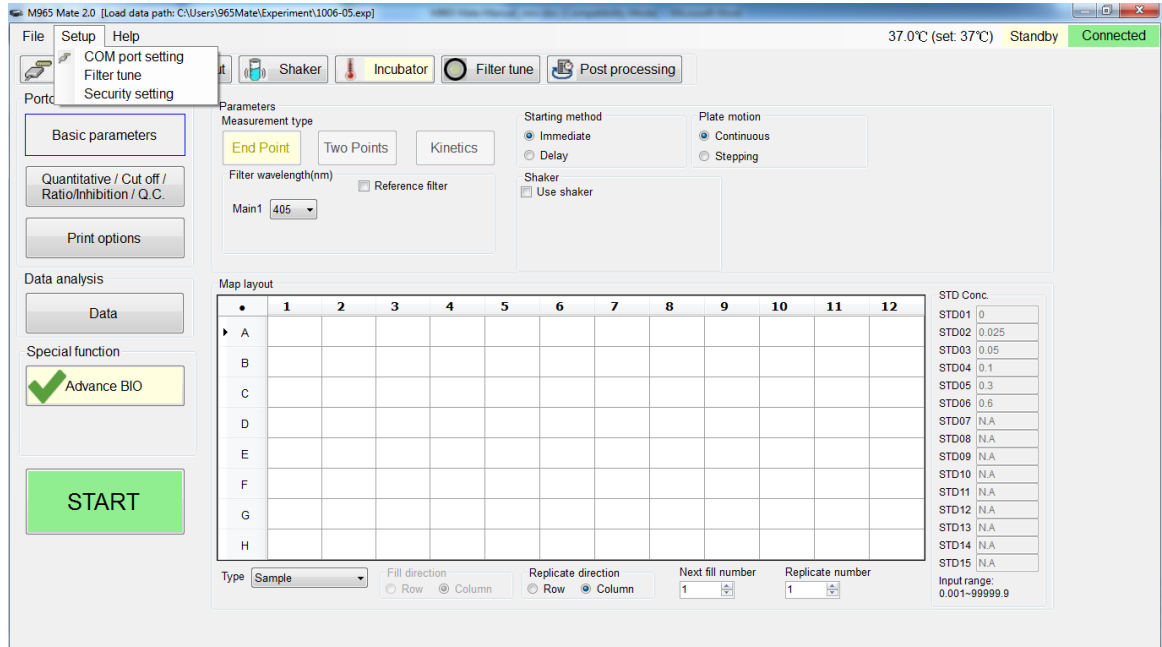 M965 Mate 2.0 [Load data path: C:\Users\965Mate\Experiment\1006-05.exp]
File Setup Help 37.0℃ (set: 37℃) Standby Connected
COM port setting
Filter tune
Security setting
Shaker Incubator Filter tune Post processing
Basic parameters
Quantitative / Cut off /
Ratio/Inhibition / Q.C.
Print options
Data analysis
Data
Special function
Advance BIO
START
Parameters
Measurement type
End Point Two Points Kinetics
Filter wavelength(nm)
Reference filter
Main1 405
Starting method
Immediate
Delay
Plate motion
Continuous
Stepping
Shaker
Use shaker
Map layout
1 2 3 4 5 6 7 8 9 10 11 12
A
B
C
D
E
F
G
H
STD Conc.
STD01 0
STD02 0.025
STD03 0.05
STD04 0.1
STD05 0.3
STD06 0.6
STD07 N.A
STD08 N.A
STD09 N.A
STD10 N.A
STD11 N.A
STD12 N.A
STD13 N.A
STD14 N.A
STD15 N.A
Input range:
0.001~99999.9
Type Sample
Fill direction
Row Column
Replicate direction
Row Column
Next fill number
1
Replicate number
1